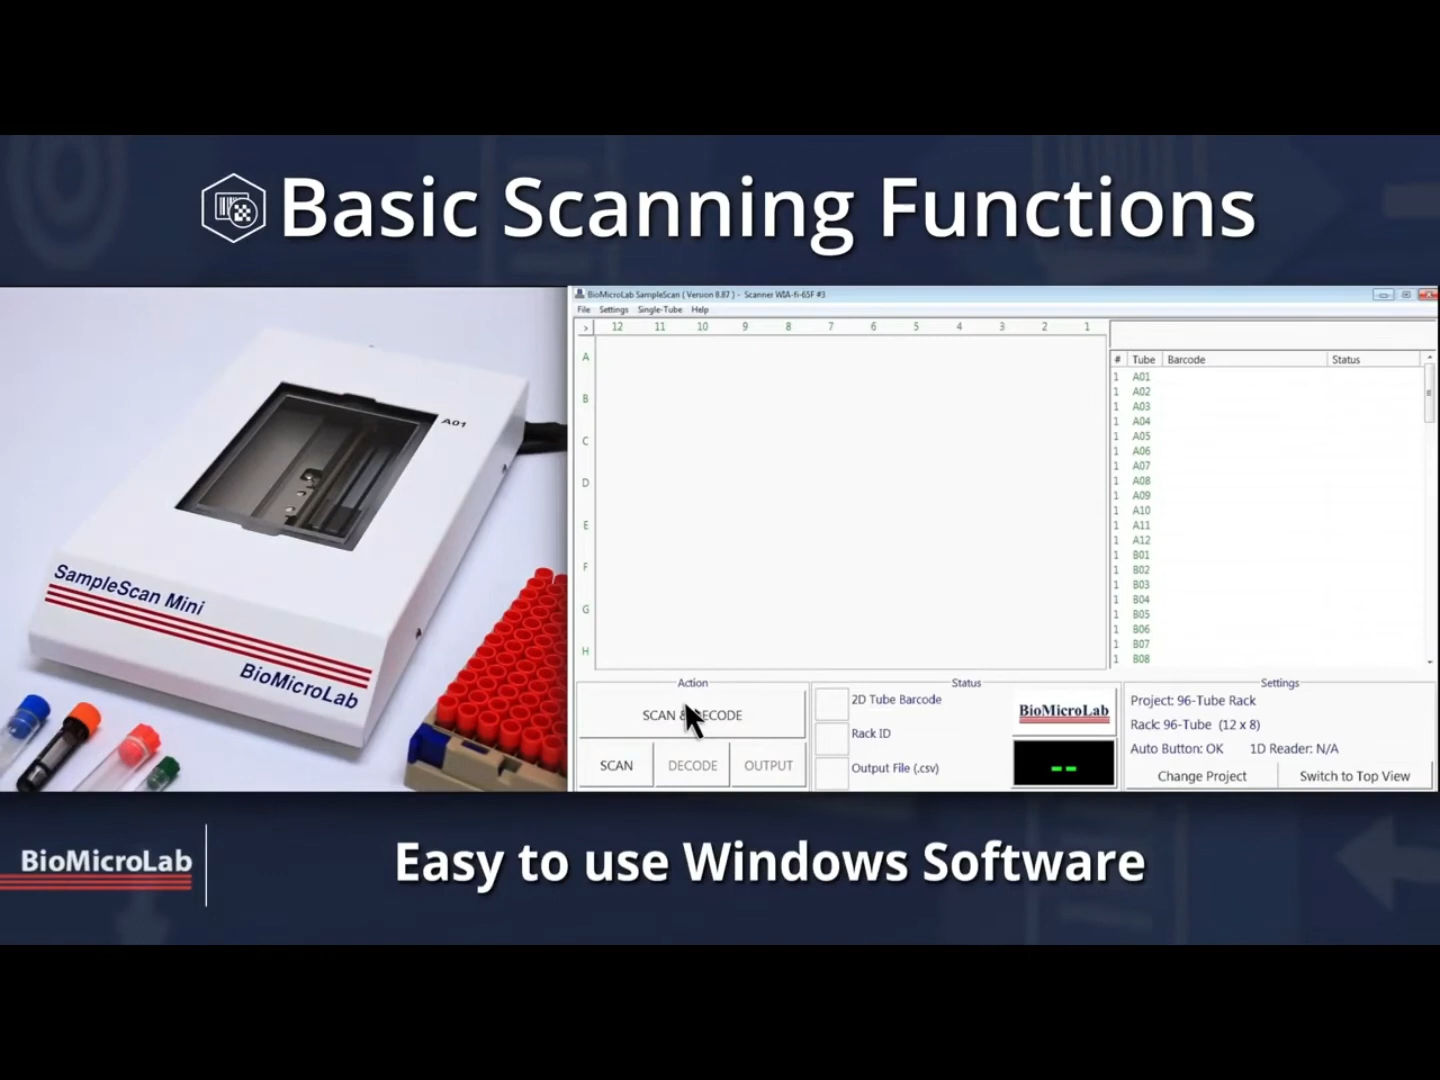 Basic Scanning Functions
A01
SampleScan Mini
BioMicroLab
BioMicroLab SampleScan ( Version 8.87 ) - Scanner WIA-fi-65F #3
File Settings Single-Tube Help
> 12 11 10 9 8 7 6 5 4 3 2 1
A
B
C
D
E
F
G
H
# Tube Barcode Status
1 A01
1 A02
1 A03
1 A04
1 A05
1 A06
1 A07
1 A08
1 A09
1 A10
1 A11
1 A12
1 B01
1 B02
1 B03
1 B04
1 B05
1 B06
1 B07
1 B08
Action
SCAN & DECODE
SCAN DECODE OUTPUT
Status
2D Tube Barcode
Rack ID
Output File (.csv)
BioMicroLab
--
Settings
Project: 96-Tube Rack
Rack: 96-Tube (12 x 8)
Auto Button: OK 1D Reader: N/A
Change Project Switch to Top View
BioMicroLab
Easy to use Windows Software